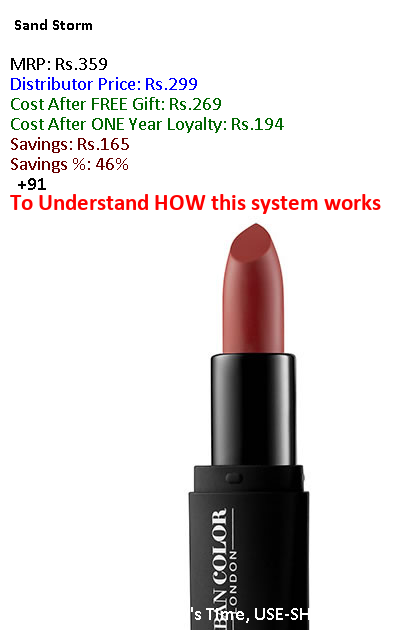 Sand Storm
MRP: Rs.359
Distributor Price: Rs.299
Cost After FREE Gift: Rs.269
Cost After ONE Year Loyalty: Rs.194
Savings: Rs.165
Savings %: 46%
+91
To Understand HOW this system works
BAN COLOR
LONDON
's Time, USE-SH